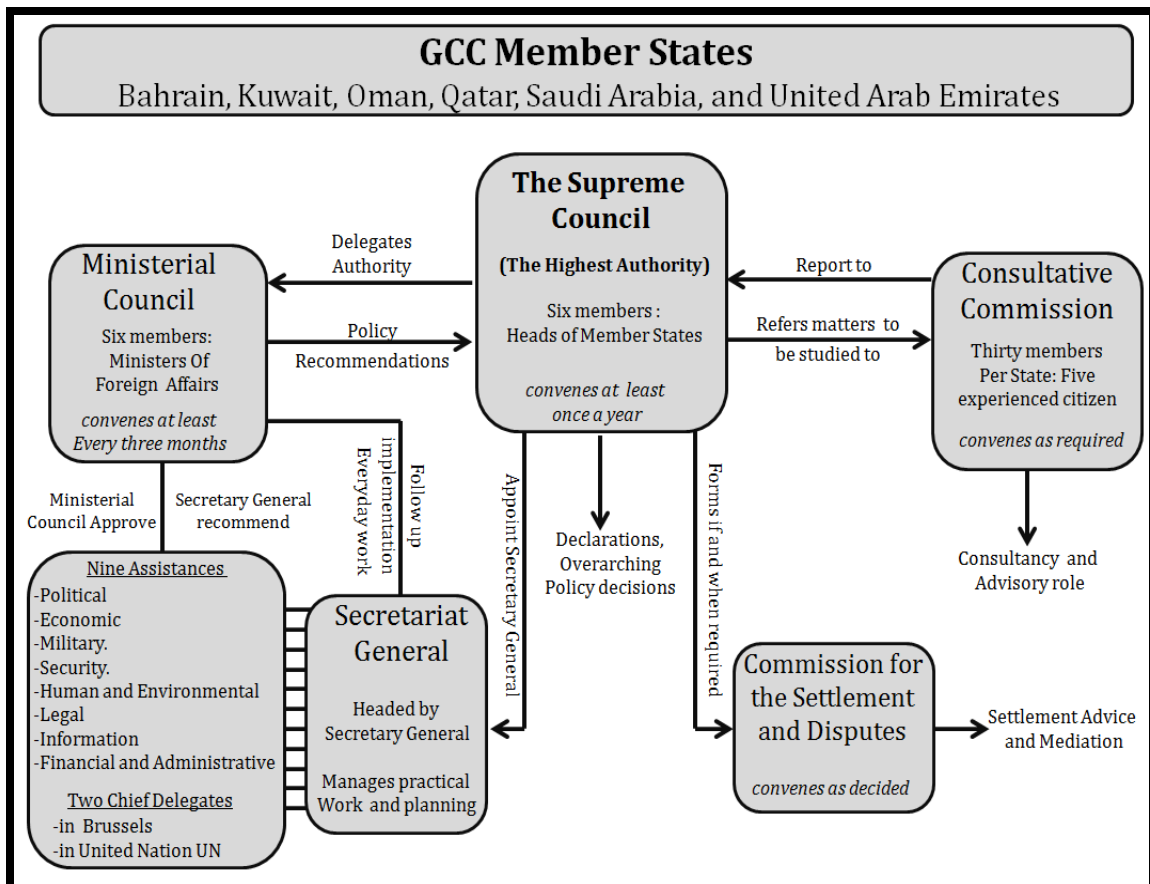 GCC Member States
Bahrain, Kuwait, Oman, Qatar, Saudi Arabia, and United Arab Emirates
The Supreme
Council
(The Highest Authority)
Six members :
Heads of Member States
convenes at least
once a year
Delegates
Authority
Policy
Recommendations
Ministerial
Council
Six members:
Ministers Of
Foreign Affairs
convenes at least
Every three months
Report to
Refers matters to
be studied to
Consultative
Commission
Thirty members
Per State: Five
experienced citizen
convenes as required
Consultancy and
Advisory role
Ministerial
Council Approve
Secretary General
recommend
Follow up
implementation
Everyday work
Appoint Secretary General
Declarations,
Overarching
Policy decisions
Forms if and when required
Nine Assistances
-Political
-Economic
-Military.
-Security.
-Human and Environmental
-Legal
-Information
-Financial and Administrative
Two Chief Delegates
-in Brussels
-in United Nation UN
Secretariat
General
Headed by
Secretary General
Manages practical
Work and planning
Commission for
the Settlement
and Disputes
convenes as decided
Settlement Advice
and Mediation